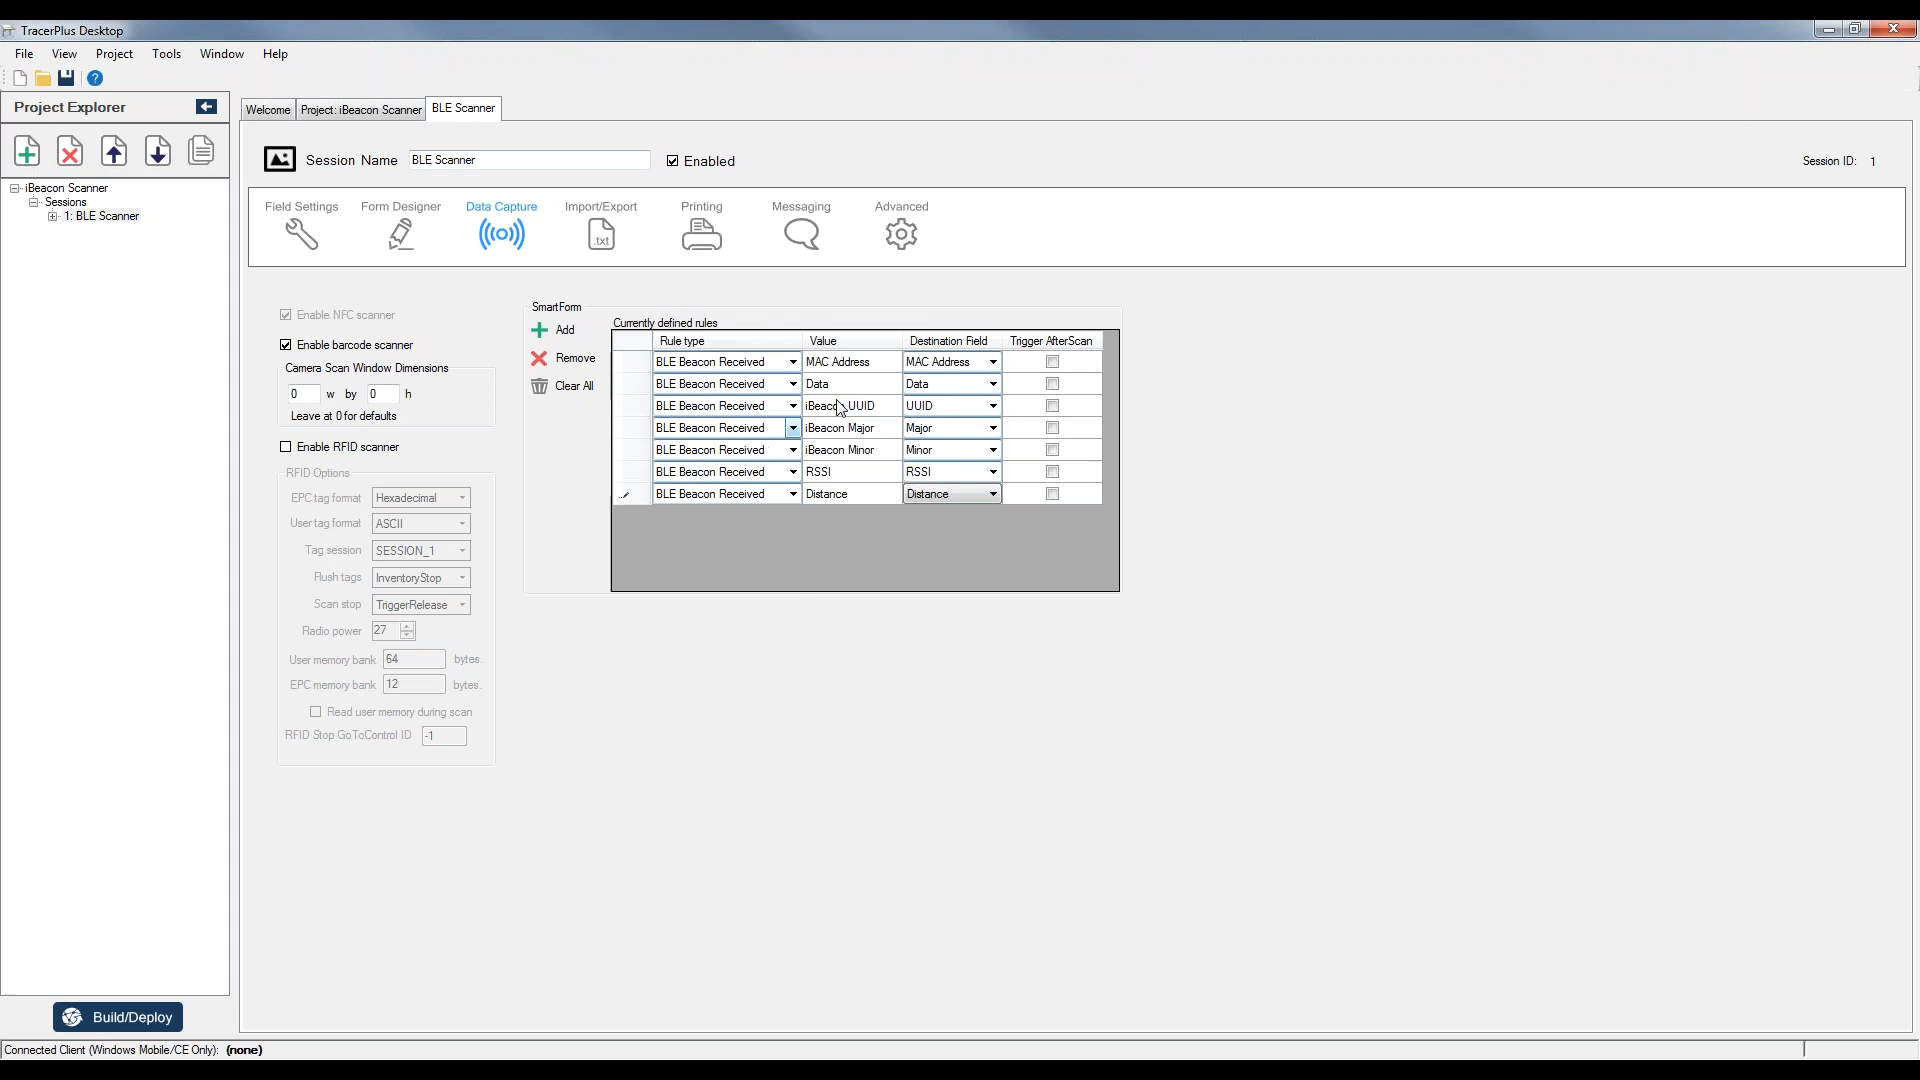 TracerPlus Desktop
File View Project Tools Window Help
Project Explorer
Welcome Project: iBeacon Scanner BLE Scanner
Session Name BLE Scanner Enabled Session ID: 1
iBeacon Scanner
Sessions
1: BLE Scanner
Field Settings Form Designer Data Capture Import/Export Printing Messaging Advanced
.txt
Enable NFC scanner
Enable barcode scanner
Camera Scan Window Dimensions
0 w by 0 h
Leave at 0 for defaults
Enable RFID scanner
RFID Options
EPC tag format Hexadecimal
User tag format ASCII
Tag session SESSION_1
Flush tags InventoryStop
Scan stop TriggerRelease
Radio power 27
User memory bank 64 bytes.
EPC memory bank 12 bytes.
Read user memory during scan
RFID Stop GoToControl ID -1
SmartForm
Add
Remove
Clear All
Currently defined rules
Rule type Value Destination Field Trigger AfterScan
BLE Beacon Received MAC Address MAC Address
BLE Beacon Received Data Data
BLE Beacon Received iBeacon UUID UUID
BLE Beacon Received iBeacon Major Major
BLE Beacon Received iBeacon Minor Minor
BLE Beacon Received RSSI RSSI
BLE Beacon Received Distance Distance
Build/Deploy
Connected Client (Windows Mobile/CE Only): (none)